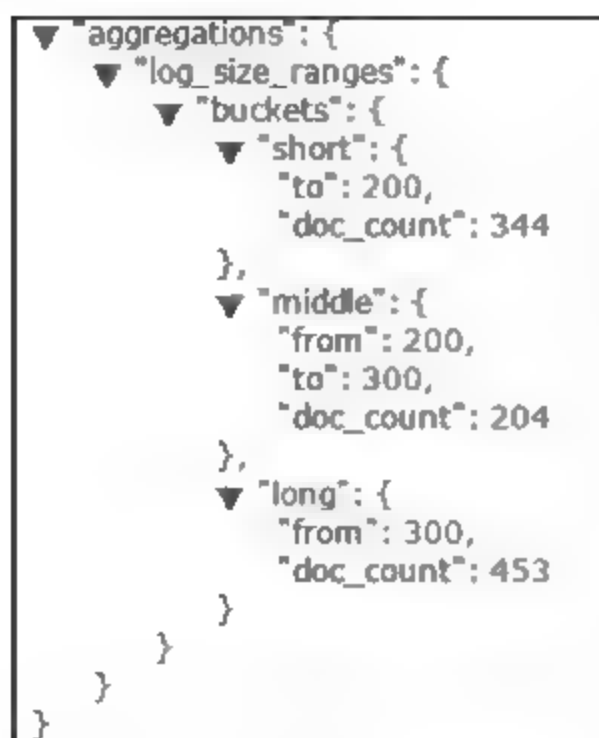 ▼ "aggregations": {
▼ "log_size_ranges": {
▼ "buckets": {
▼ "short": {
"to": 200,
"doc_count": 344
},
▼ "middle": {
"from": 200,
"to": 300,
"doc_count": 204
},
▼ "long": {
"from": 300,
"doc_count": 453
}
}
}
}